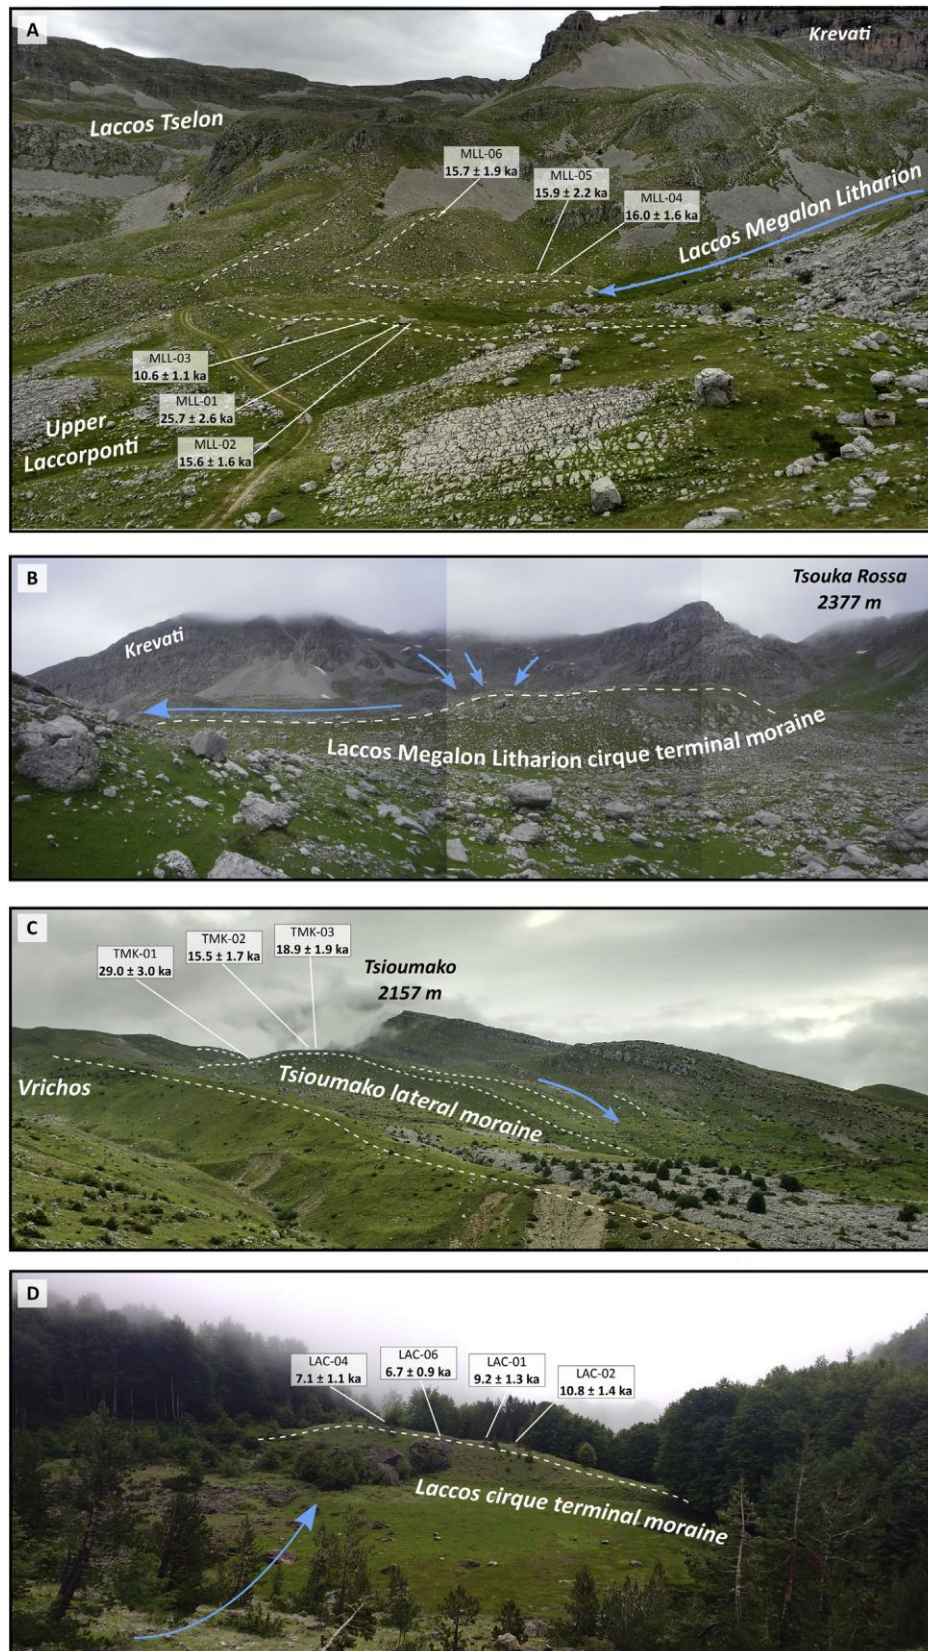 A
Krevati
Laccos Tselon
MLL-06
15.7 ± 1.9 ka
MLL-05
15.9 ± 2.2 ka
MLL-04
16.0 ± 1.6 ka
Laccos Megalon Litharion
MLL-03
10.6 ± 1.1 ka
MLL-01
25.7 ± 2.6 ka
MLL-02
15.6 ± 1.6 ka
Upper
Laccorponti
B
Tsouka Rossa
2377 m
Krevati
Laccos Megalon Litharion cirque terminal moraine
C
TMK-01
29.0 ± 3.0 ka
TMK-02
15.5 ± 1.7 ka
TMK-03
18.9 ± 1.9 ka
Tsioumako
2157 m
Vrichos
Tsioumako lateral moraine
D
LAC-04
7.1 ± 1.1 ka
LAC-06
6.7 ± 0.9 ka
LAC-01
9.2 ± 1.3 ka
LAC-02
10.8 ± 1.4 ka
Laccos cirque terminal moraine